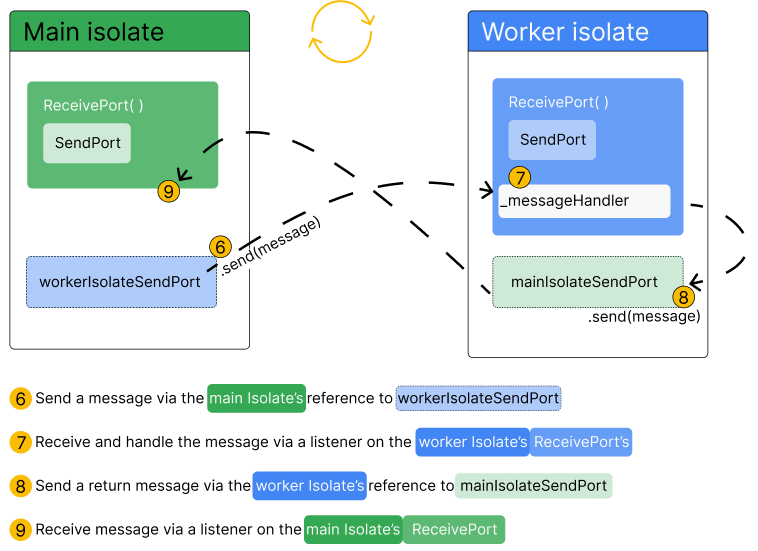 Main isolate
Worker isolate
ReceivePort( )
SendPort
9
6
.send(message)
workerIsolateSendPort
ReceivePort( )
SendPort
7
_messageHandler
mainIsolateSendPort
8
.send(message)
6 Send a message via the main Isolate's reference to workerIsolateSendPort
7 Receive and handle the message via a listener on the worker Isolate's ReceivePort's
8 Send a return message via the worker Isolate's reference to mainIsolateSendPort
9 Receive message via a listener on the main Isolate's ReceivePort